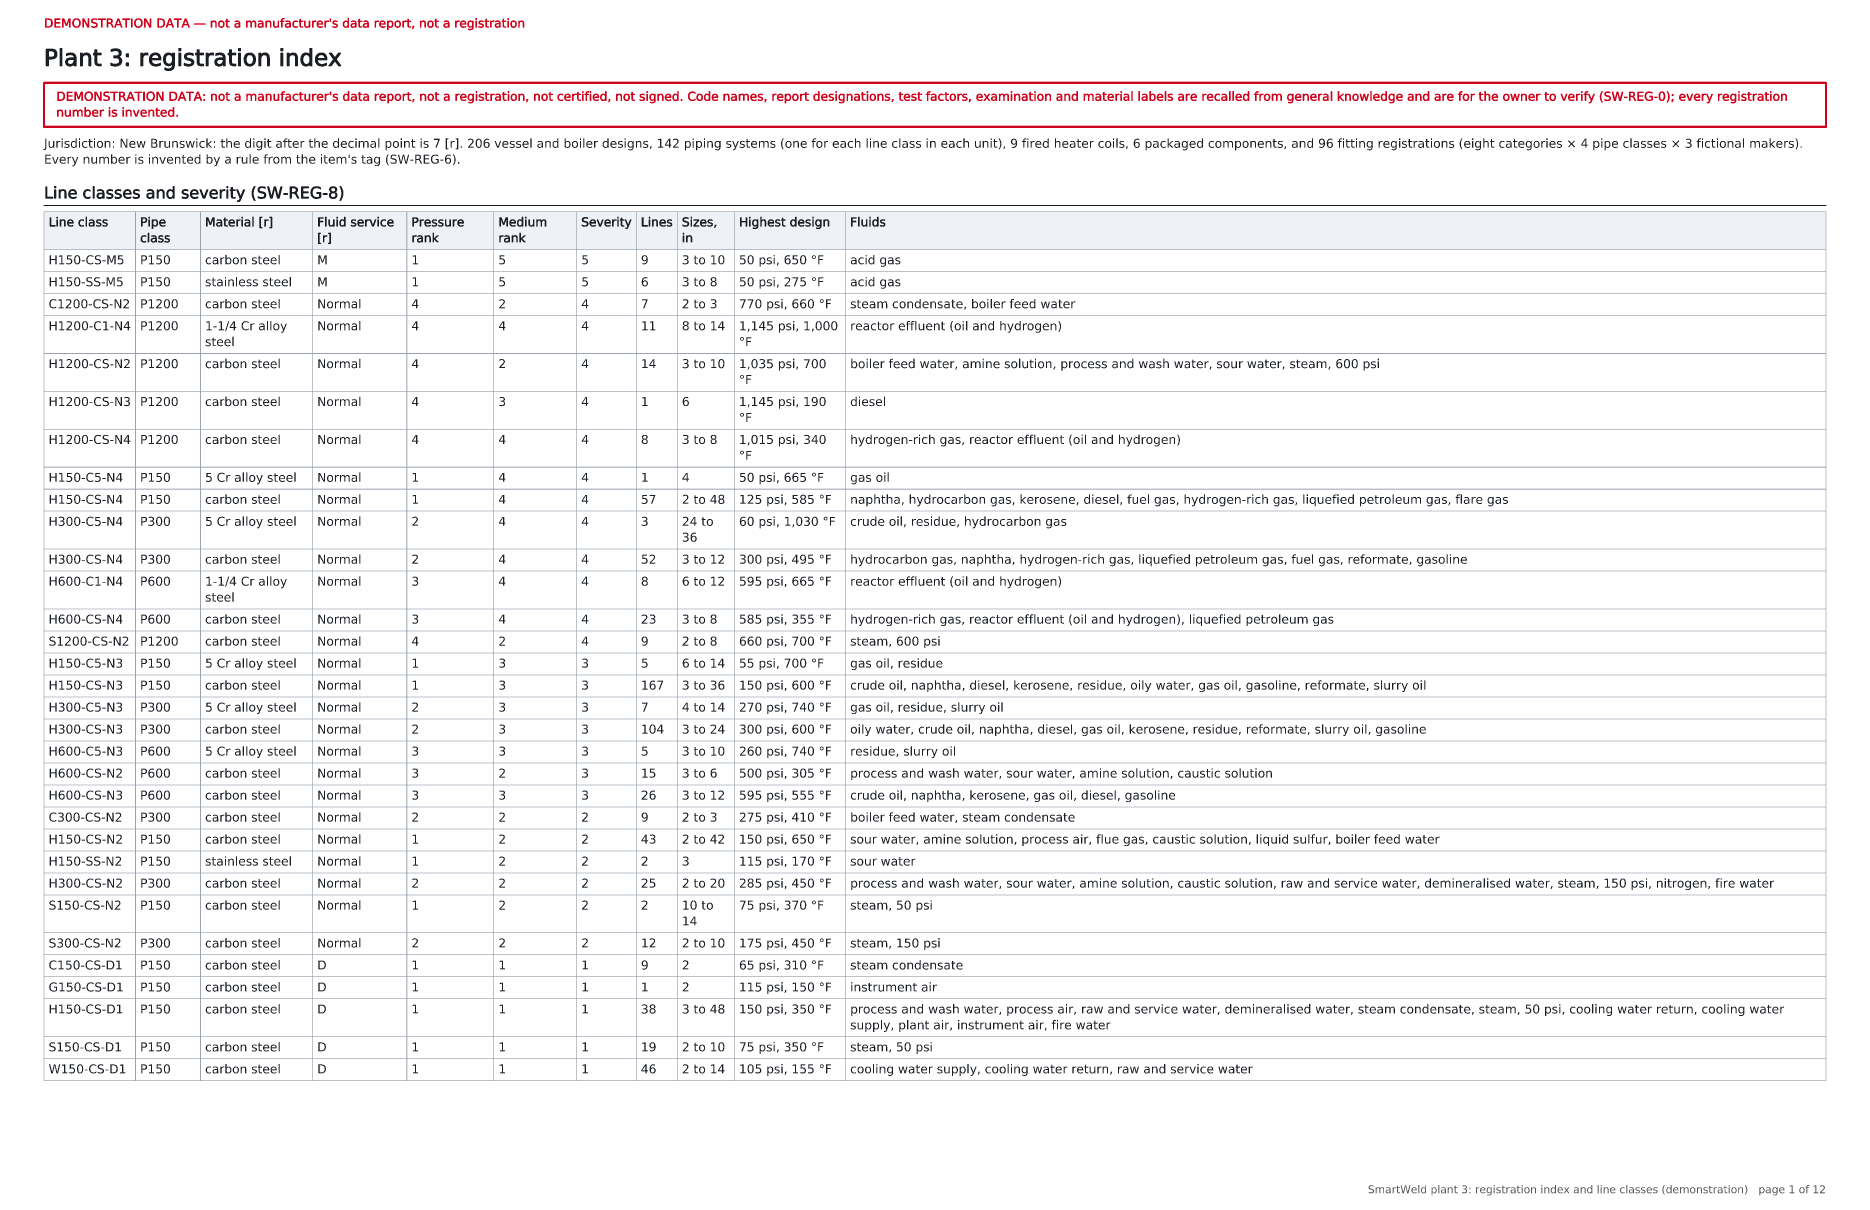 DEMONSTRATION DATA — not a manufacturer's data report, not a registration
Plant 3: registration index
DEMONSTRATION DATA: not a manufacturer's data report, not a registration, not certified, not signed. Code names, report designations, test factors, examination and material labels are recalled from general knowledge and are for the owner to verify (SW-REG-0); every registration
number is invented.
Jurisdiction: New Brunswick: the digit after the decimal point is 7 [r]. 206 vessel and boiler designs, 142 piping systems (one for each line class in each unit), 9 fired heater coils, 6 packaged components, and 96 fitting registrations (eight categories × 4 pipe classes × 3 fictional makers).
Every number is invented by a rule from the item's tag (SW-REG-6).
Line classes and severity (SW-REG-8)
Line class Pipe class Material [r] Fluid service [r] Pressure rank Medium rank Severity Lines Sizes, in Highest design Fluids
H150-CS-M5 P150 carbon steel M 1 5 5 9 3 to 10 50 psi, 650 °F acid gas
H150-SS-M5 P150 stainless steel M 1 5 5 6 3 to 8 50 psi, 275 °F acid gas
C1200-CS-N2 P1200 carbon steel Normal 4 2 4 7 2 to 3 770 psi, 660 °F steam condensate, boiler feed water
H1200-C1-N4 P1200 1-1/4 Cr alloy steel Normal 4 4 4 11 8 to 14 1,145 psi, 1,000 °F reactor effluent (oil and hydrogen)
H1200-CS-N2 P1200 carbon steel Normal 4 2 4 14 3 to 10 1,035 psi, 700 °F boiler feed water, amine solution, process and wash water, sour water, steam, 600 psi
H1200-CS-N3 P1200 carbon steel Normal 4 3 4 1 6 1,145 psi, 190 °F diesel
H1200-CS-N4 P1200 carbon steel Normal 4 4 4 8 3 to 8 1,015 psi, 340 °F hydrogen-rich gas, reactor effluent (oil and hydrogen)
H150-C5-N4 P150 5 Cr alloy steel Normal 1 4 4 1 4 50 psi, 665 °F gas oil
H150-CS-N4 P150 carbon steel Normal 1 4 4 57 2 to 48 125 psi, 585 °F naphtha, hydrocarbon gas, kerosene, diesel, fuel gas, hydrogen-rich gas, liquefied petroleum gas, flare gas
H300-C5-N4 P300 5 Cr alloy steel Normal 2 4 4 3 24 to 36 60 psi, 1,030 °F crude oil, residue, hydrocarbon gas
H300-CS-N4 P300 carbon steel Normal 2 4 4 52 3 to 12 300 psi, 495 °F hydrocarbon gas, naphtha, hydrogen-rich gas, liquefied petroleum gas, fuel gas, reformate, gasoline
H600-C1-N4 P600 1-1/4 Cr alloy steel Normal 3 4 4 8 6 to 12 595 psi, 665 °F reactor effluent (oil and hydrogen)
H600-CS-N4 P600 carbon steel Normal 3 4 4 23 3 to 8 585 psi, 355 °F hydrogen-rich gas, reactor effluent (oil and hydrogen), liquefied petroleum gas
S1200-CS-N2 P1200 carbon steel Normal 4 2 4 9 2 to 8 660 psi, 700 °F steam, 600 psi
H150-C5-N3 P150 5 Cr alloy steel Normal 1 3 3 5 6 to 14 55 psi, 700 °F gas oil, residue
H150-CS-N3 P150 carbon steel Normal 1 3 3 167 3 to 36 150 psi, 600 °F crude oil, naphtha, diesel, kerosene, residue, oily water, gas oil, gasoline, reformate, slurry oil
H300-C5-N3 P300 5 Cr alloy steel Normal 2 3 3 7 4 to 14 270 psi, 740 °F gas oil, residue, slurry oil
H300-CS-N3 P300 carbon steel Normal 2 3 3 104 3 to 24 300 psi, 600 °F oily water, crude oil, naphtha, diesel, gas oil, kerosene, residue, reformate, slurry oil, gasoline
H600-C5-N3 P600 5 Cr alloy steel Normal 3 3 3 5 3 to 10 260 psi, 740 °F residue, slurry oil
H600-CS-N2 P600 carbon steel Normal 3 2 3 15 3 to 6 500 psi, 305 °F process and wash water, sour water, amine solution, caustic solution
H600-CS-N3 P600 carbon steel Normal 3 3 3 26 3 to 12 595 psi, 555 °F crude oil, naphtha, kerosene, gas oil, diesel, gasoline
C300-CS-N2 P300 carbon steel Normal 2 2 2 9 2 to 3 275 psi, 410 °F boiler feed water, steam condensate
H150-CS-N2 P150 carbon steel Normal 1 2 2 43 2 to 42 150 psi, 650 °F sour water, amine solution, process air, flue gas, caustic solution, liquid sulfur, boiler feed water
H150-SS-N2 P150 stainless steel Normal 1 2 2 2 3 115 psi, 170 °F sour water
H300-CS-N2 P300 carbon steel Normal 2 2 2 25 2 to 20 285 psi, 450 °F process and wash water, sour water, amine solution, caustic solution, raw and service water, demineralised water, steam, 150 psi, nitrogen, fire water
S150-CS-N2 P150 carbon steel Normal 1 2 2 2 10 to 14 75 psi, 370 °F steam, 50 psi
S300-CS-N2 P300 carbon steel Normal 2 2 2 12 2 to 10 175 psi, 450 °F steam, 150 psi
C150-CS-D1 P150 carbon steel D 1 1 1 9 2 65 psi, 310 °F steam condensate
G150-CS-D1 P150 carbon steel D 1 1 1 1 2 115 psi, 150 °F instrument air
H150-CS-D1 P150 carbon steel D 1 1 1 38 3 to 48 150 psi, 350 °F process and wash water, process air, raw and service water, demineralised water, steam condensate, steam, 50 psi, cooling water return, cooling water
supply, plant air, instrument air, fire water
S150-CS-D1 P150 carbon steel D 1 1 1 19 2 to 10 75 psi, 350 °F steam, 50 psi
W150-CS-D1 P150 carbon steel D 1 1 1 46 2 to 14 105 psi, 155 °F cooling water supply, cooling water return, raw and service water
SmartWeld plant 3: registration index and line classes (demonstration) page 1 of 12